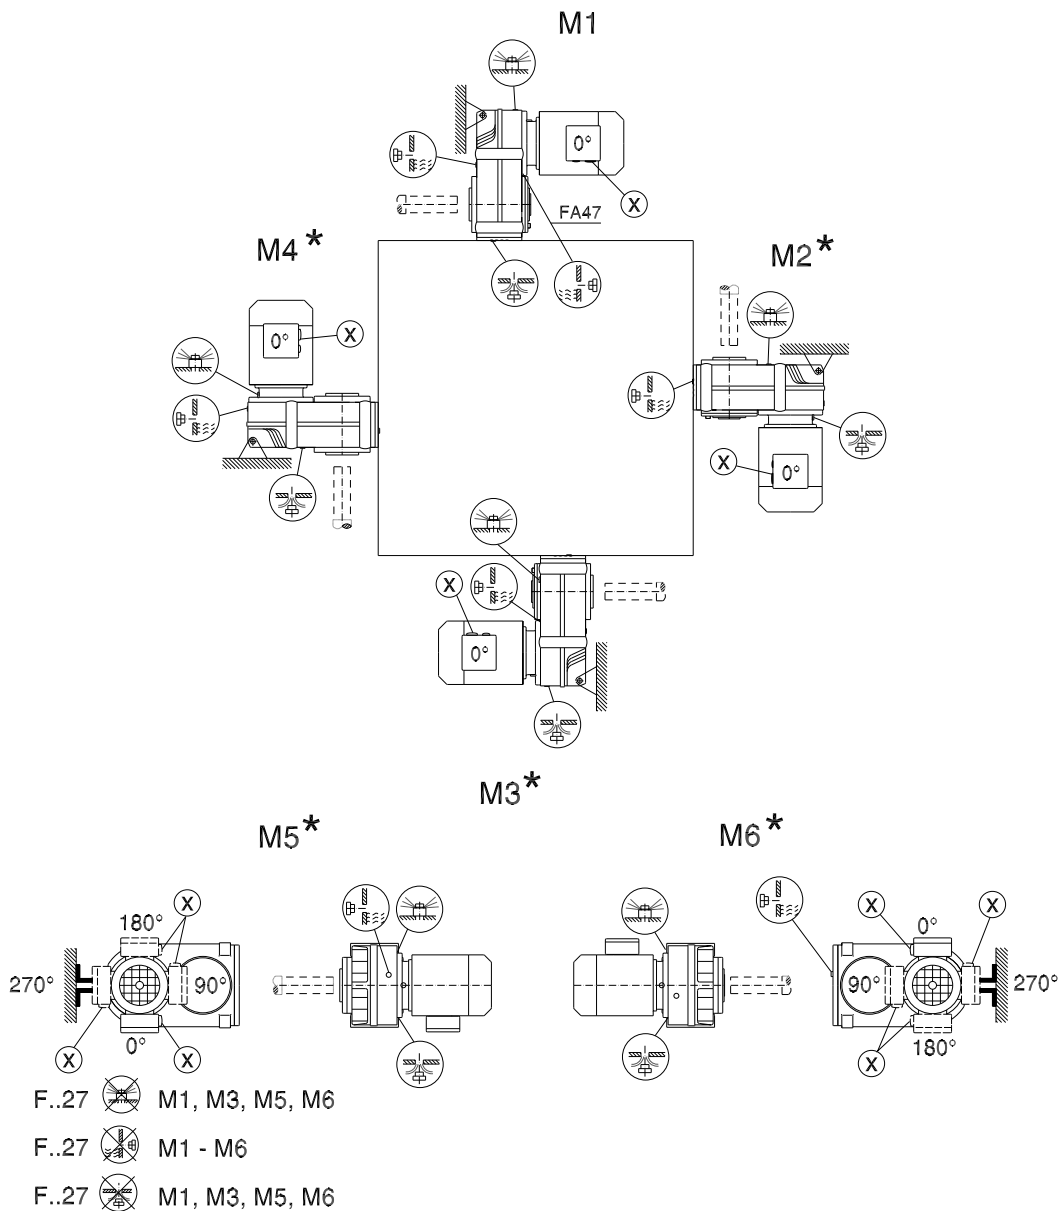 M1
0°
X
FA47
M4*
M2*
0°
X
X
0°
X
0°
M3*
M5*
M6*
X
180°
270°
90°
0°
X
X
X
X
0°
90°
270°
180°
X
F..27 M1, M3, M5, M6
F..27 M1 - M6
F..27 M1, M3, M5, M6